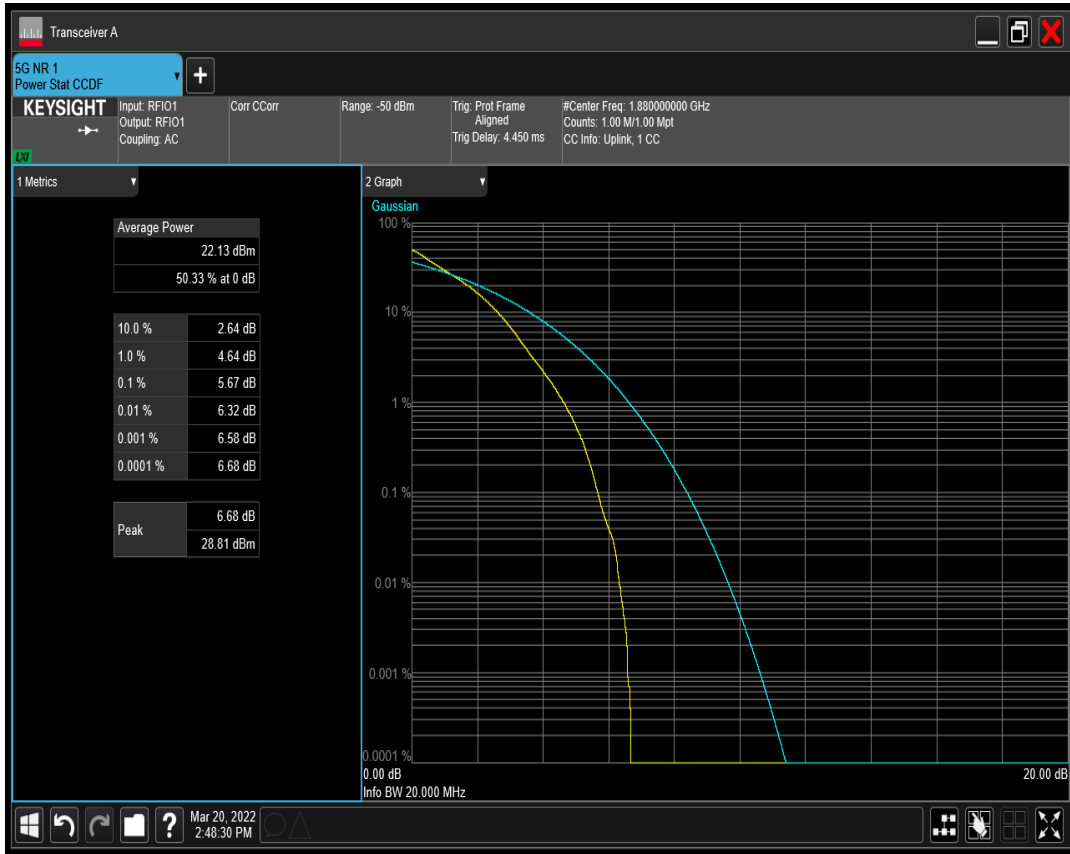 Transceiver A
5G NR 1
Power Stat CCDF
+
KEYSIGHT
LXI
Input: RFIO1
Output: RFIO1
Coupling: AC
Corr CCorr
Range: -50 dBm
Trig: Prot Frame
Aligned
Trig Delay: 4.450 ms
#Center Freq: 1.880000000 GHz
Counts: 1.00 M/1.00 Mpt
CC Info: Uplink, 1 CC
1 Metrics
Average Power
22.13 dBm
50.33 % at 0 dB
10.0 % 2.64 dB
1.0 % 4.64 dB
0.1 % 5.67 dB
0.01 % 6.32 dB
0.001 % 6.58 dB
0.0001 % 6.68 dB
Peak 6.68 dB
28.81 dBm
2 Graph
Gaussian
100 %
10 %
1 %
0.1 %
0.01 %
0.001 %
0.0001 %
0.00 dB 20.00 dB
Info BW 20.000 MHz
?
Mar 20, 2022
2:48:30 PM